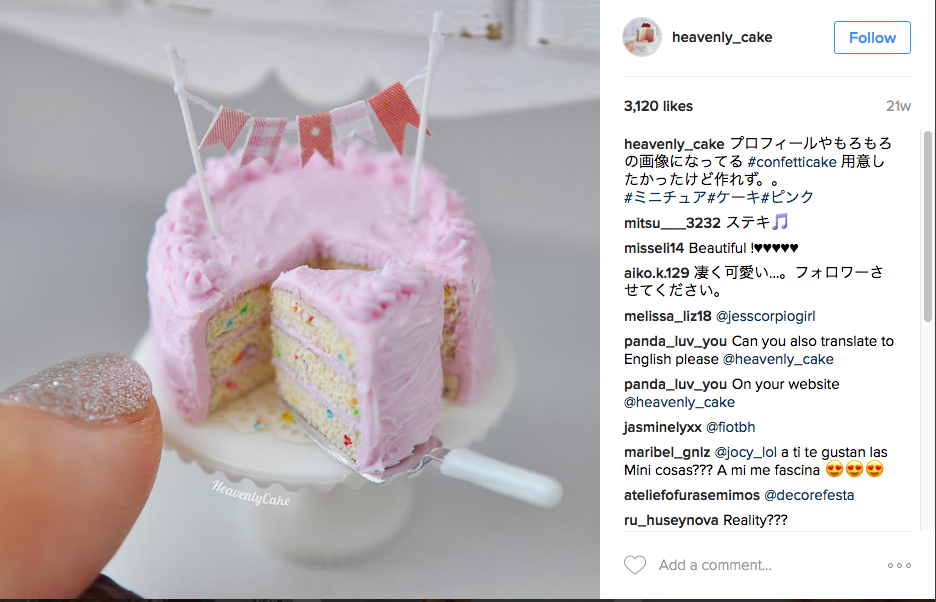 HeavenlyCake
heavenly_cake
Follow
3,120 likes
21w
heavenly_cake プロフィールやもろもろ
の画像になってる #confetticake 用意し
たかったけど作れず。。
#ミニチュア#ケーキ#ピンク
mitsu___3232 ステキ🎵
misseli14 Beautiful !♥♥♥♥♥
aiko.k.129 凄く可愛い...。フォロワーさ
せてください。
melissa_liz18 @jesscorpiogirl
panda_luv_you Can you also translate to
English please @heavenly_cake
panda_luv_you On your website
@heavenly_cake
jasminelyxx @fiotbh
maribel_gnlz @jocy_lol a ti te gustan las
Mini cosas??? A mi me fascina 😍😍😍
ateliefofurasemimos @decorefesta
ru_huseynova Reality???
Add a comment...